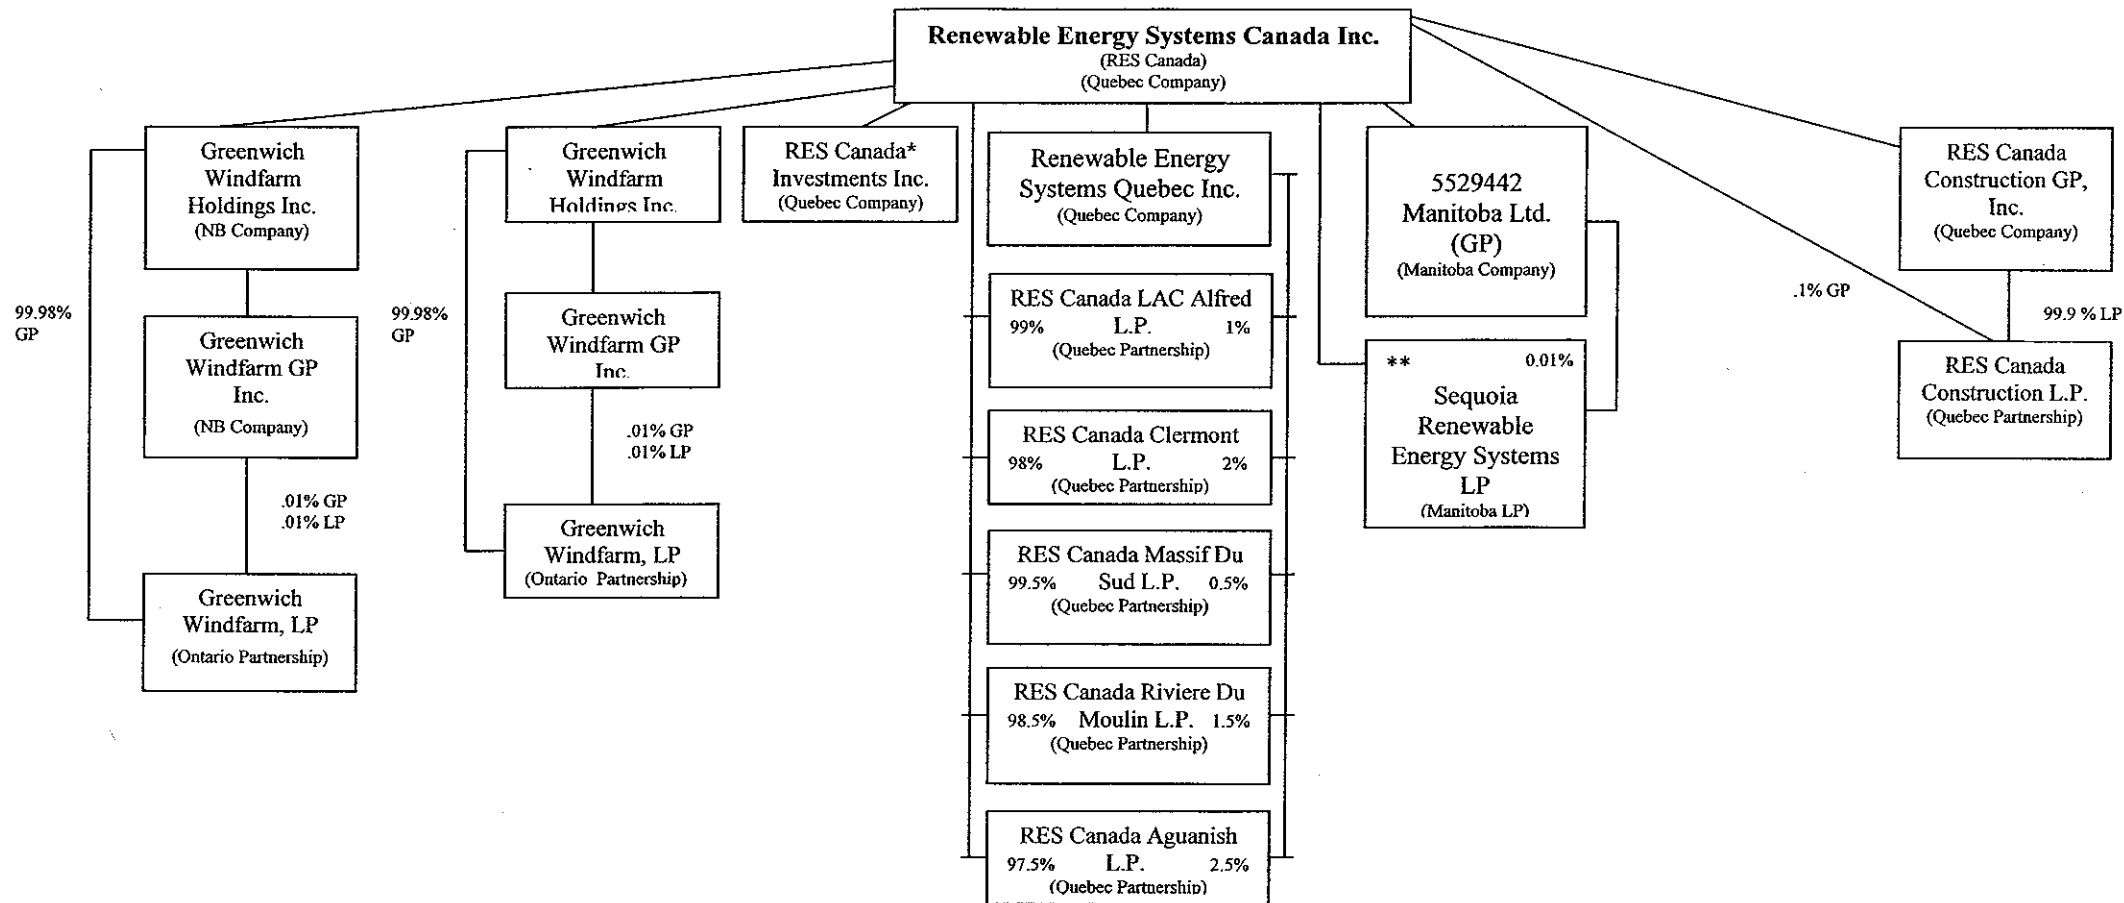 Renewable Energy Systems Canada Inc.
(RES Canada)
(Quebec Company)
Greenwich
Windfarm
Holdings Inc.
(NB Company)
99.98%
GP
Greenwich
Windfarm GP
Inc.
(NB Company)
.01% GP
.01% LP
Greenwich
Windfarm, LP
(Ontario Partnership)
Greenwich
Windfarm
Holdings Inc.
99.98%
GP
Greenwich
Windfarm GP
Inc.
.01% GP
.01% LP
Greenwich
Windfarm, LP
(Ontario Partnership)
RES Canada*
Investments Inc.
(Quebec Company)
Renewable Energy
Systems Quebec Inc.
(Quebec Company)
RES Canada LAC Alfred
99% L.P. 1%
(Quebec Partnership)
RES Canada Clermont
98% L.P. 2%
(Quebec Partnership)
RES Canada Massif Du
99.5% Sud L.P. 0.5%
(Quebec Partnership)
RES Canada Riviere Du
98.5% Moulin L.P. 1.5%
(Quebec Partnership)
RES Canada Aguanish
97.5% L.P. 2.5%
(Quebec Partnership)
5529442
Manitoba Ltd.
(GP)
(Manitoba Company)
** 0.01%
Sequoia
Renewable
Energy Systems
LP
(Manitoba LP)
RES Canada
Construction GP,
Inc.
(Quebec Company)
.1% GP
99.9 % LP
RES Canada
Construction L.P.
(Quebec Partnership)